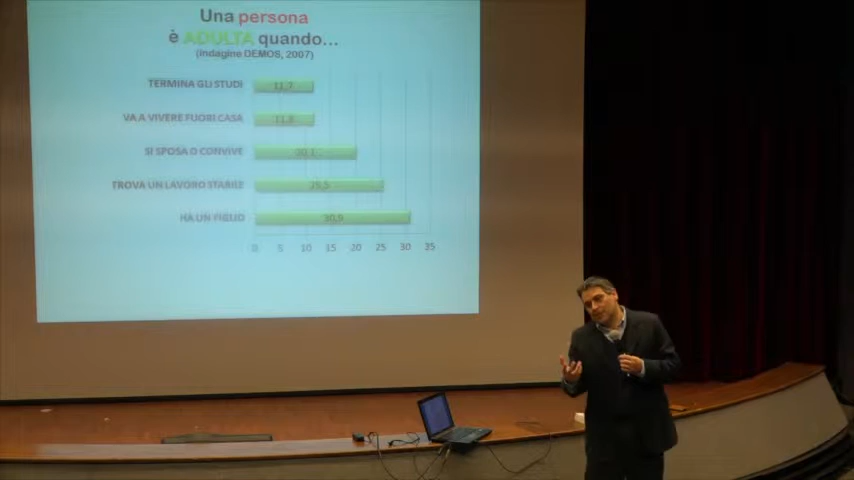 Una persona
è ADULTA quando...
(indagine DEMOS, 2007)
TERMINA GLI STUDI 11,7
VA A VIVERE FUORI CASA 11,8
SI SPOSA O CONVIVE 20,1
TROVA UN LAVORO STABILE 25,5
HA UN FIGLIO 30,9
0 5 10 15 20 25 30 35